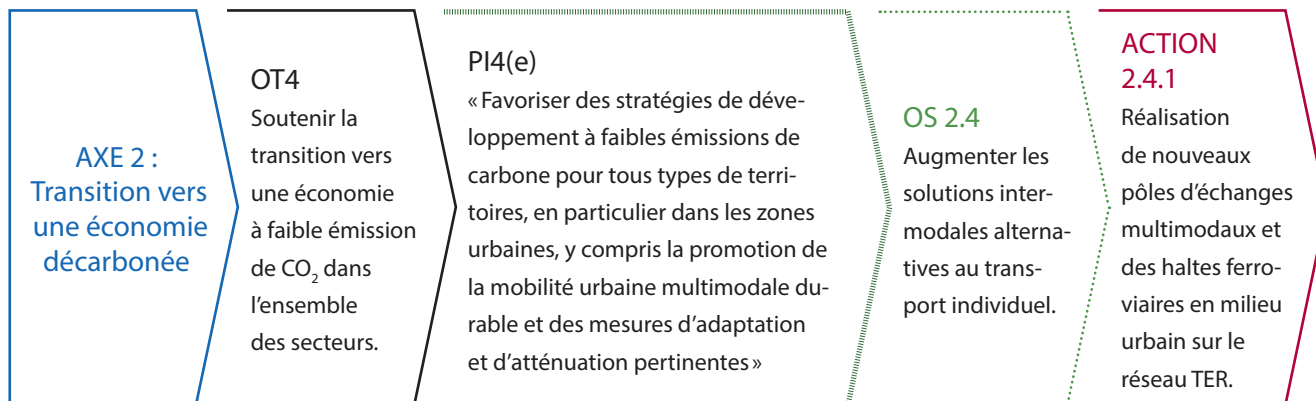 AXE 2 :
Transition vers
une économie
décarbonée
OT4
Soutenir la
transition vers
une économie
à faible émission
de CO₂ dans
l’ensemble
des secteurs.
PI4(e)
« Favoriser des stratégies de déve-
loppement à faibles émissions de
carbone pour tous types de terri-
toires, en particulier dans les zones
urbaines, y compris la promotion de
la mobilité urbaine multimodale du-
rable et des mesures d’adaptation
et d’atténuation pertinentes »
OS 2.4
Augmenter les
solutions inter-
modales alterna-
tives au trans-
port individuel.
ACTION
2.4.1
Réalisation
de nouveaux
pôles d’échanges
multimodaux et
des haltes ferro-
viaires en milieu
urbain sur le
réseau TER.